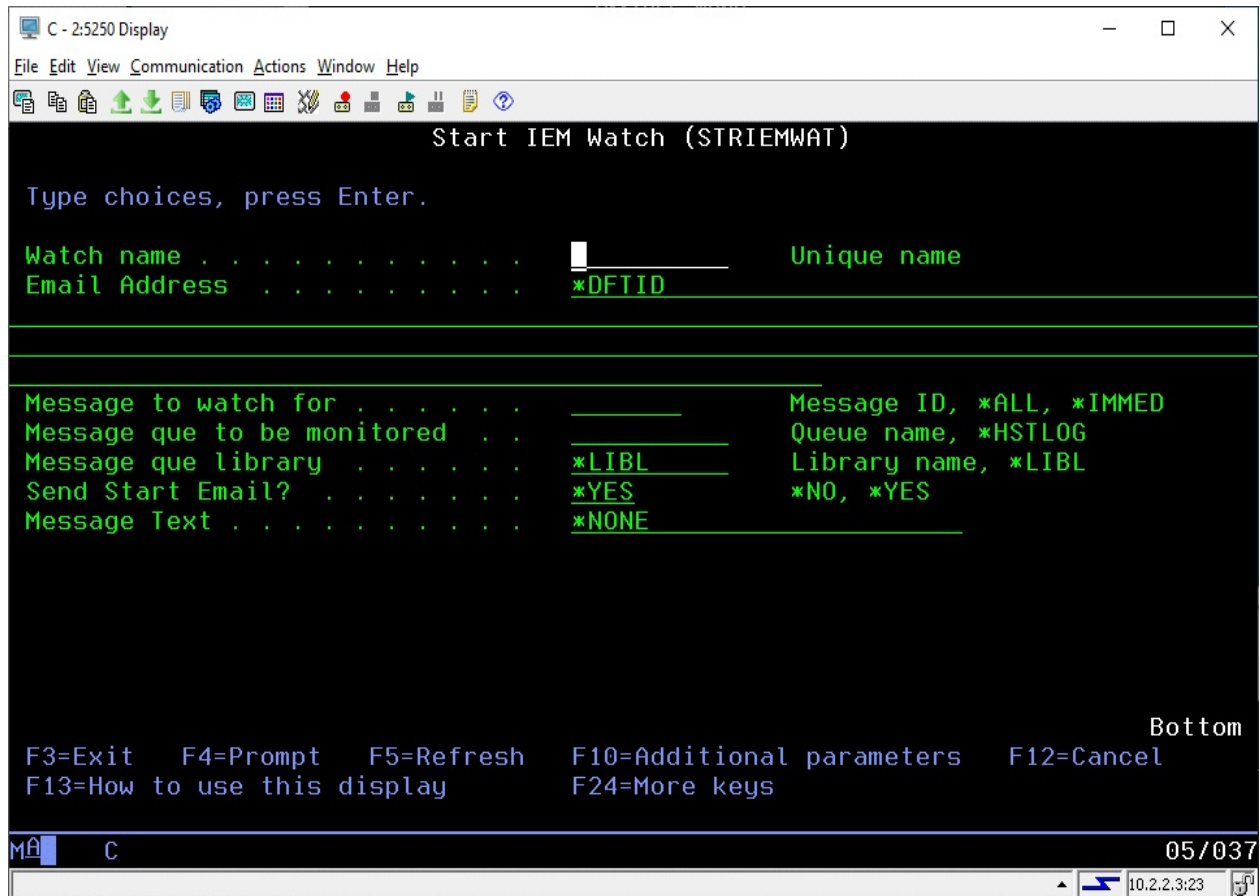 C - 2:5250 Display
File Edit View Communication Actions Window Help
Start IEM Watch (STRIEMWAT)
Type choices, press Enter.
Watch name . . . . . . . . . . . Unique name
Email Address . . . . . . . . . *DFTID
Message to watch for . . . . . . Message ID, *ALL, *IMMED
Message que to be monitored . . Queue name, *HSTLOG
Message que library . . . . . . *LIBL Library name, *LIBL
Send Start Email? . . . . . . . *YES *NO, *YES
Message Text . . . . . . . . . . *NONE
Bottom
F3=Exit F4=Prompt F5=Refresh F10=Additional parameters F12=Cancel
F13=How to use this display F24=More keys
MA C 05/037
10.2.2.3:23